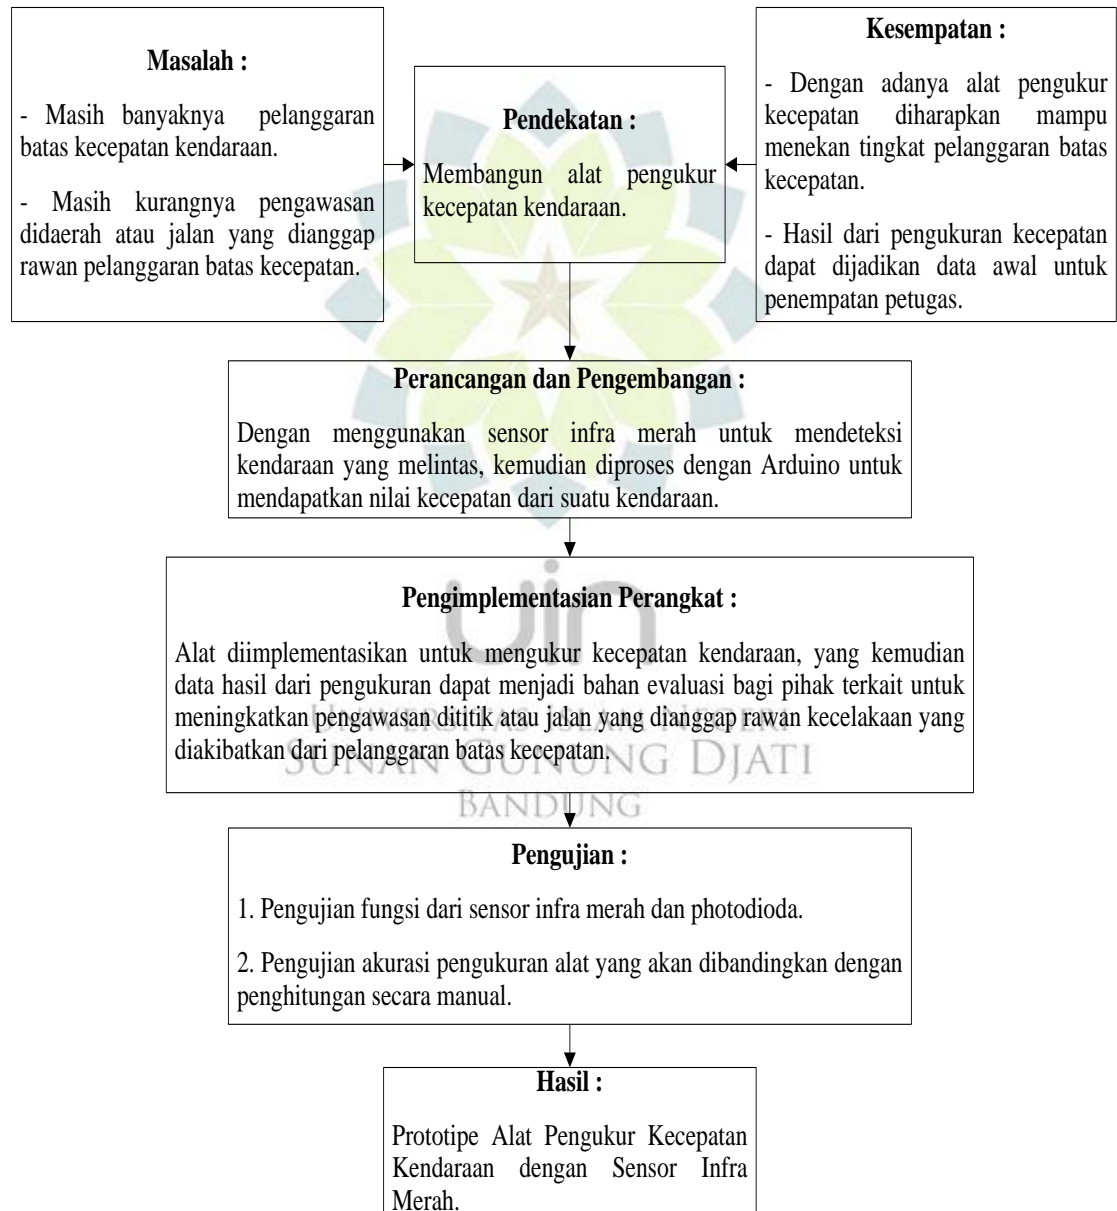 Masalah :
- Masih banyaknya pelanggaran
batas kecepatan kendaraan.
- Masih kurangnya pengawasan
didaerah atau jalan yang dianggap
rawan pelanggaran batas kecepatan.
Pendekatan :
Membangun alat pengukur
kecepatan kendaraan.
Kesempatan :
- Dengan adanya alat pengukur
kecepatan diharapkan mampu
menekan tingkat pelanggaran batas
kecepatan.
- Hasil dari pengukuran kecepatan
dapat dijadikan data awal untuk
penempatan petugas.
Perancangan dan Pengembangan :
Dengan menggunakan sensor infra merah untuk mendeteksi
kendaraan yang melintas, kemudian diproses dengan Arduino untuk
mendapatkan nilai kecepatan dari suatu kendaraan.
uin
Pengimplementasian Perangkat :
Alat diimplementasikan untuk mengukur kecepatan kendaraan, yang kemudian
data hasil dari pengukuran dapat menjadi bahan evaluasi bagi pihak terkait untuk
meningkatkan pengawasan dititik atau jalan yang dianggap rawan kecelakaan yang
diakibatkan dari pelanggaran batas kecepatan.
UNIVERSITAS ISLAM NEGERI
SUNAN GUNUNG DJATI
BANDUNG
Pengujian :
1. Pengujian fungsi dari sensor infra merah dan photodioda.
2. Pengujian akurasi pengukuran alat yang akan dibandingkan dengan
penghitungan secara manual.
Hasil :
Prototipe Alat Pengukur Kecepatan
Kendaraan dengan Sensor Infra
Merah.